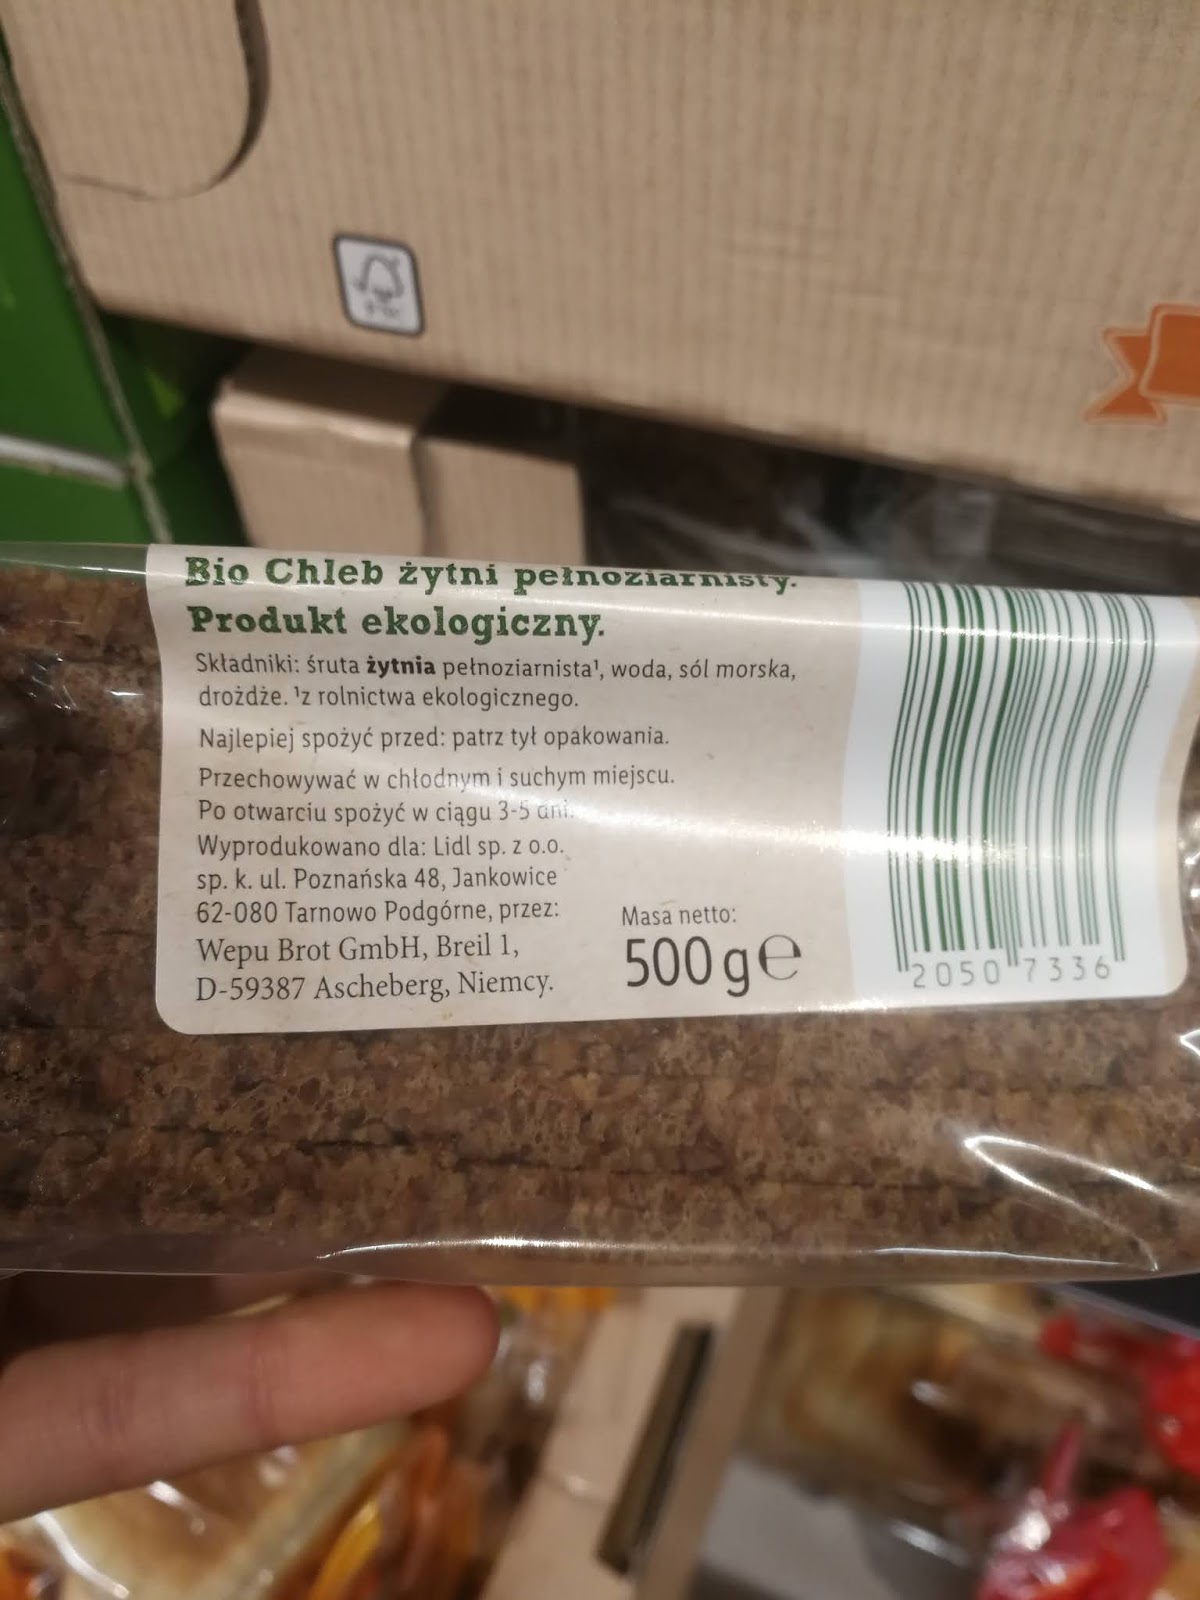 Bio Chleb żytni pełnoziarnisty.
Produkt ekologiczny.
Składniki: śruta żytnia pełnoziarnista¹, woda, sól morska,
drożdże. ¹z rolnictwa ekologicznego.
Najlepiej spożyć przed: patrz tył opakowania.
Przechowywać w chłodnym i suchym miejscu.
Po otwarciu spożyć w ciągu 3-5 dni.
Wyprodukowano dla: Lidl sp. z o.o.
sp. k. ul. Poznańska 48, Jankowice
62-080 Tarnowo Podgórne, przez:
Wepu Brot GmbH, Breil 1,
D-59387 Ascheberg, Niemcy.
Masa netto:
500 g ℮
2050 7336